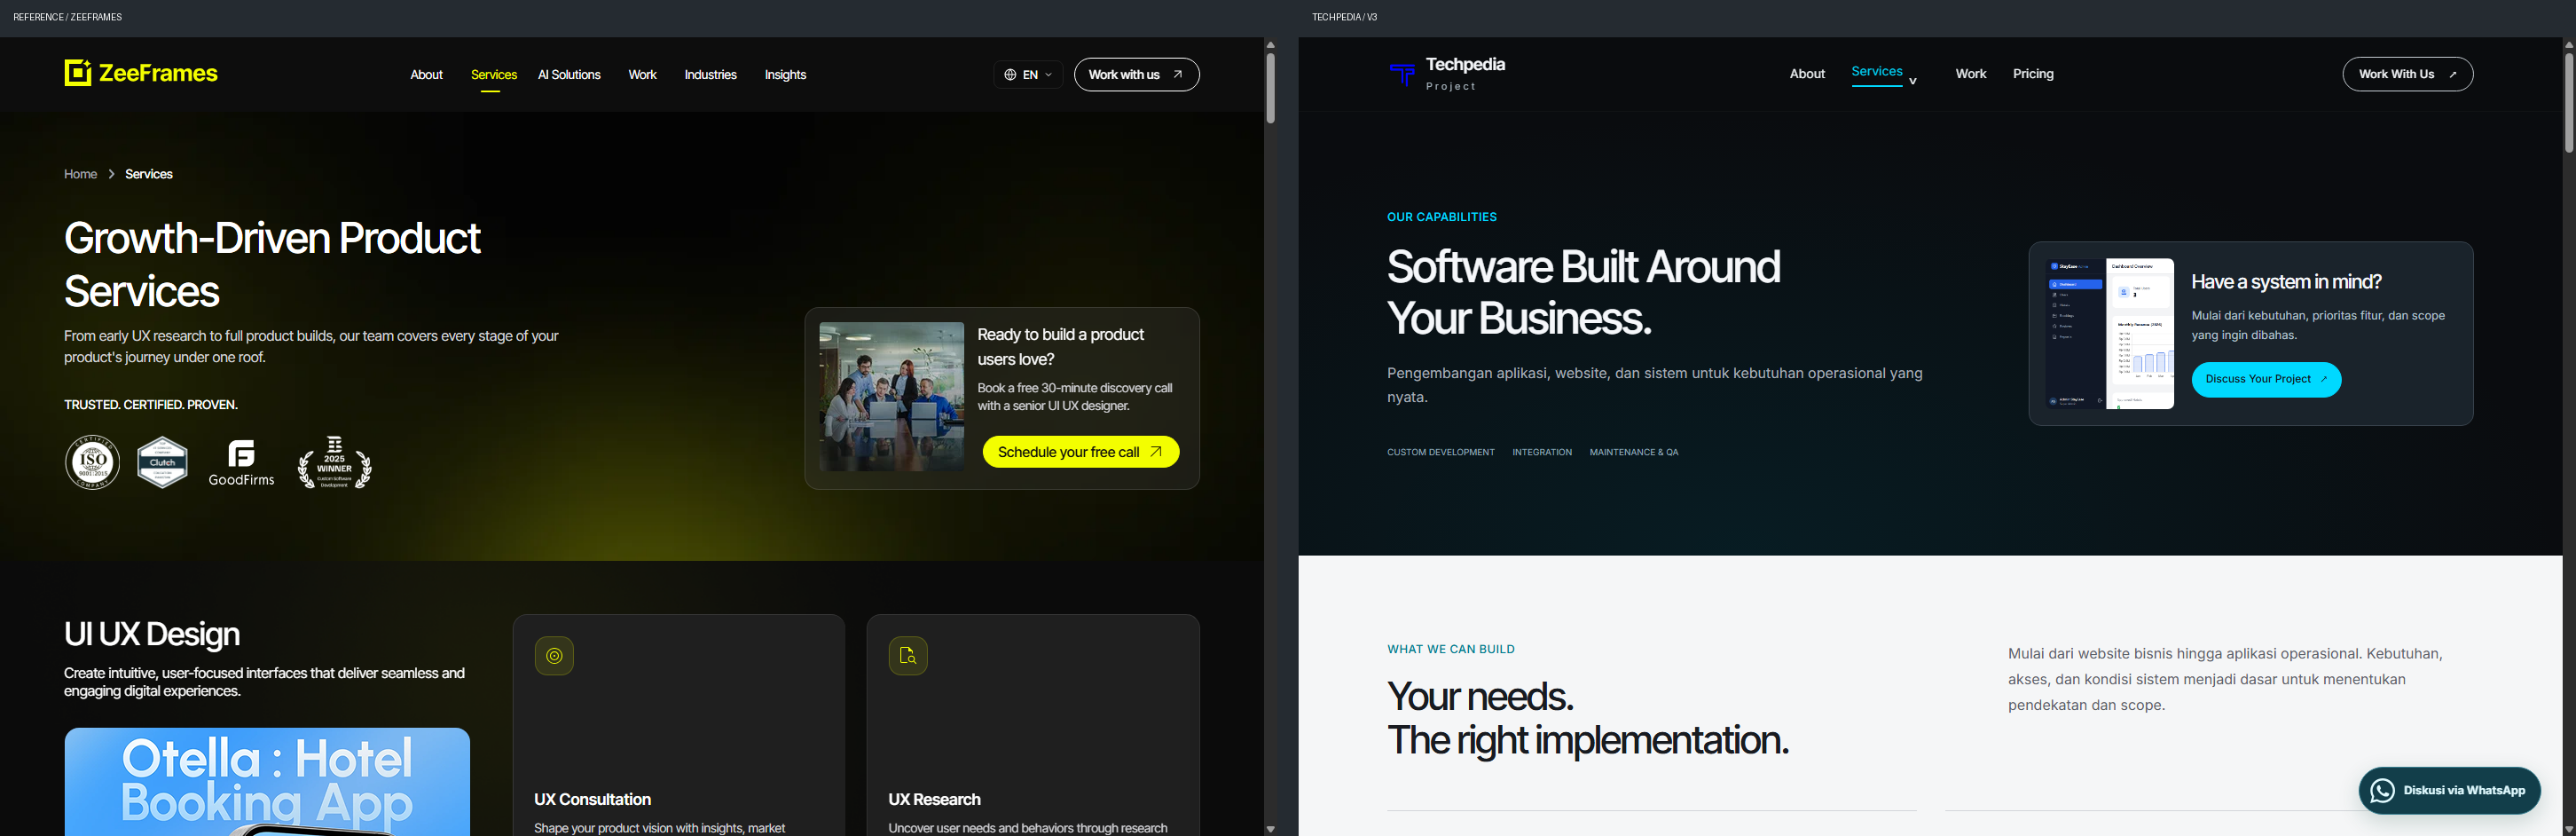 REFERENCE / ZEEFRAMES
ZeeFrames
About
Services
AI Solutions
Work
Industries
Insights
EN
Work with us
Home
Services
Growth-Driven Product
Services
From early UX research to full product builds, our team covers every stage of your
product's journey under one roof.
TRUSTED. CERTIFIED. PROVEN.
CERTIFIED
ISO
9001:2015
COMPANY
Clutch
GoodFirms
2025
WINNER
Custom Software
Development
Ready to build a product
users love?
Book a free 30-minute discovery call
with a senior UI UX designer.
Schedule your free call
UI UX Design
Create intuitive, user-focused interfaces that deliver seamless and
engaging digital experiences.
Otella : Hotel
Booking App
UX Consultation
Shape your product vision with insights, market
UX Research
Uncover user needs and behaviors through research
TECHPEDIA / V3
Techpedia
Project
About
Services
Work
Pricing
Work With Us
OUR CAPABILITIES
Software Built Around
Your Business.
Pengembangan aplikasi, website, dan sistem untuk kebutuhan operasional yang
nyata.
CUSTOM DEVELOPMENT
INTEGRATION
MAINTENANCE & QA
Dashboard Overview
Have a system in mind?
Mulai dari kebutuhan, prioritas fitur, dan scope
yang ingin dibahas.
Discuss Your Project
WHAT WE CAN BUILD
Your needs.
The right implementation.
Mulai dari website bisnis hingga aplikasi operasional. Kebutuhan,
akses, dan kondisi sistem menjadi dasar untuk menentukan
pendekatan dan scope.
Diskusi via WhatsApp